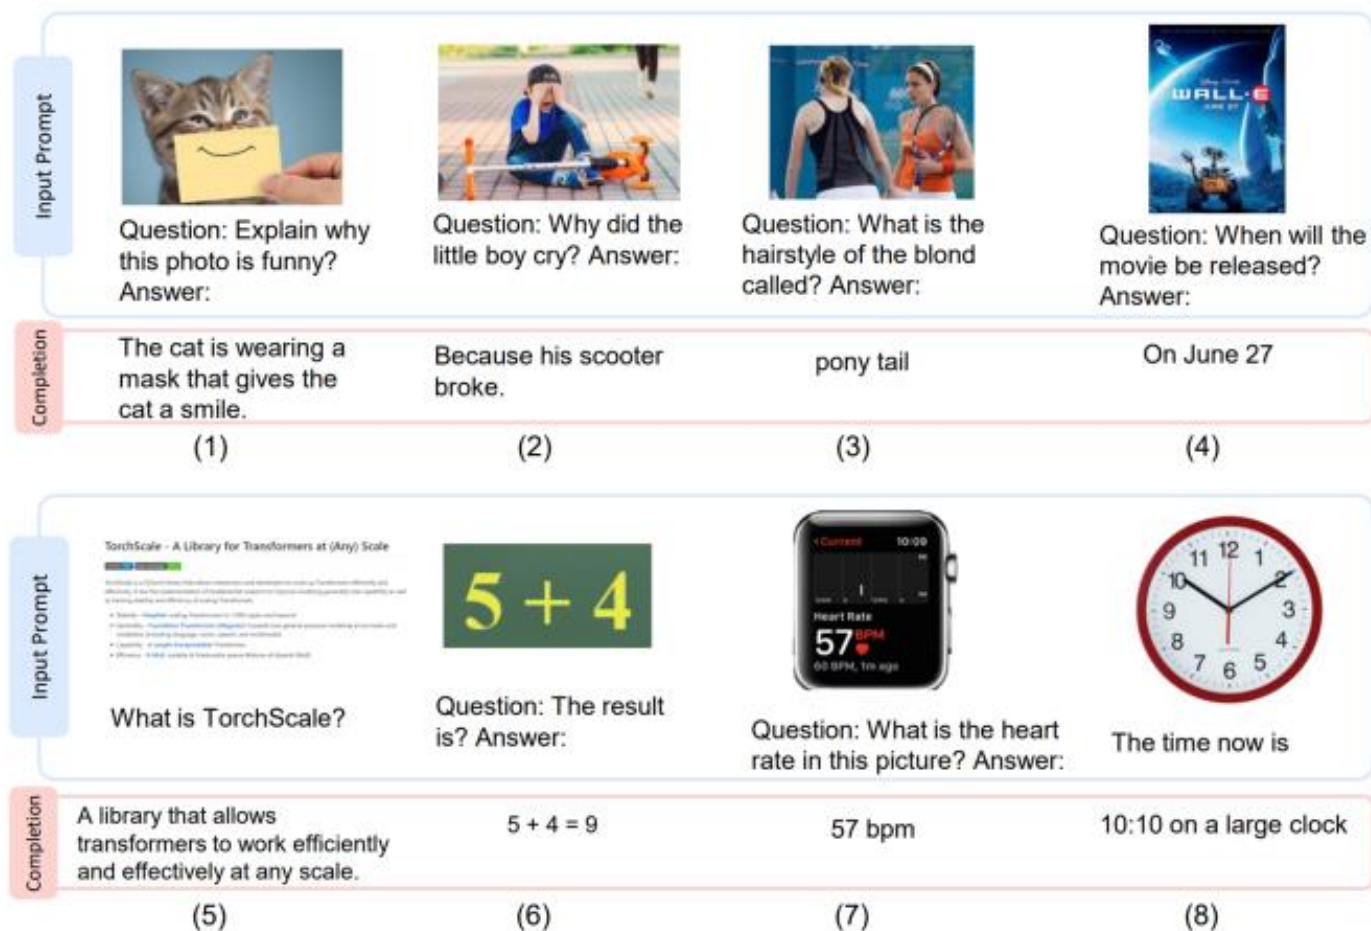 Input Prompt
WALL·E
JUNE 27
Question: Explain why
this photo is funny?
Answer:
Question: Why did the
little boy cry? Answer:
Question: What is the
hairstyle of the blond
called? Answer:
Question: When will the
movie be released?
Answer:
Completion
The cat is wearing a
mask that gives the
cat a smile.
Because his scooter
broke.
pony tail
On June 27
(1)
(2)
(3)
(4)
Input Prompt
TorchScale - A Library for Transformers at (Any) Scale
What is TorchScale?
5 + 4
Question: The result
is? Answer:
Current 10:09
Heart Rate
57 BPM
60 BPM, 1m ago
Question: What is the heart
rate in this picture? Answer:
12
11 1
10 2
9 3
8 4
7 5
6
The time now is
Completion
A library that allows
transformers to work efficiently
and effectively at any scale.
5 + 4 = 9
57 bpm
10:10 on a large clock
(5)
(6)
(7)
(8)